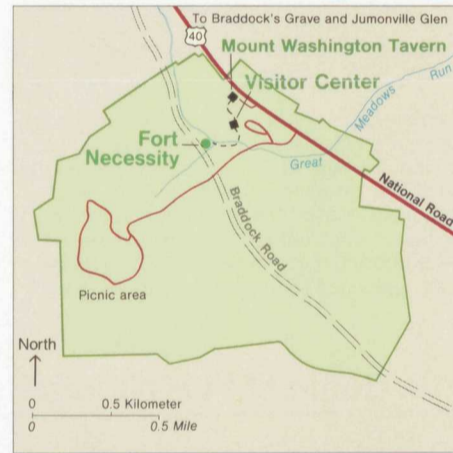 To Braddock's Grave and Jumonville Glen
40
Mount Washington Tavern
Visitor Center
Meadows
Run
Fort
Necessity
Great
National Road
Braddock Road
Picnic area
North
0
0.5 Kilometer
0
0.5 Mile